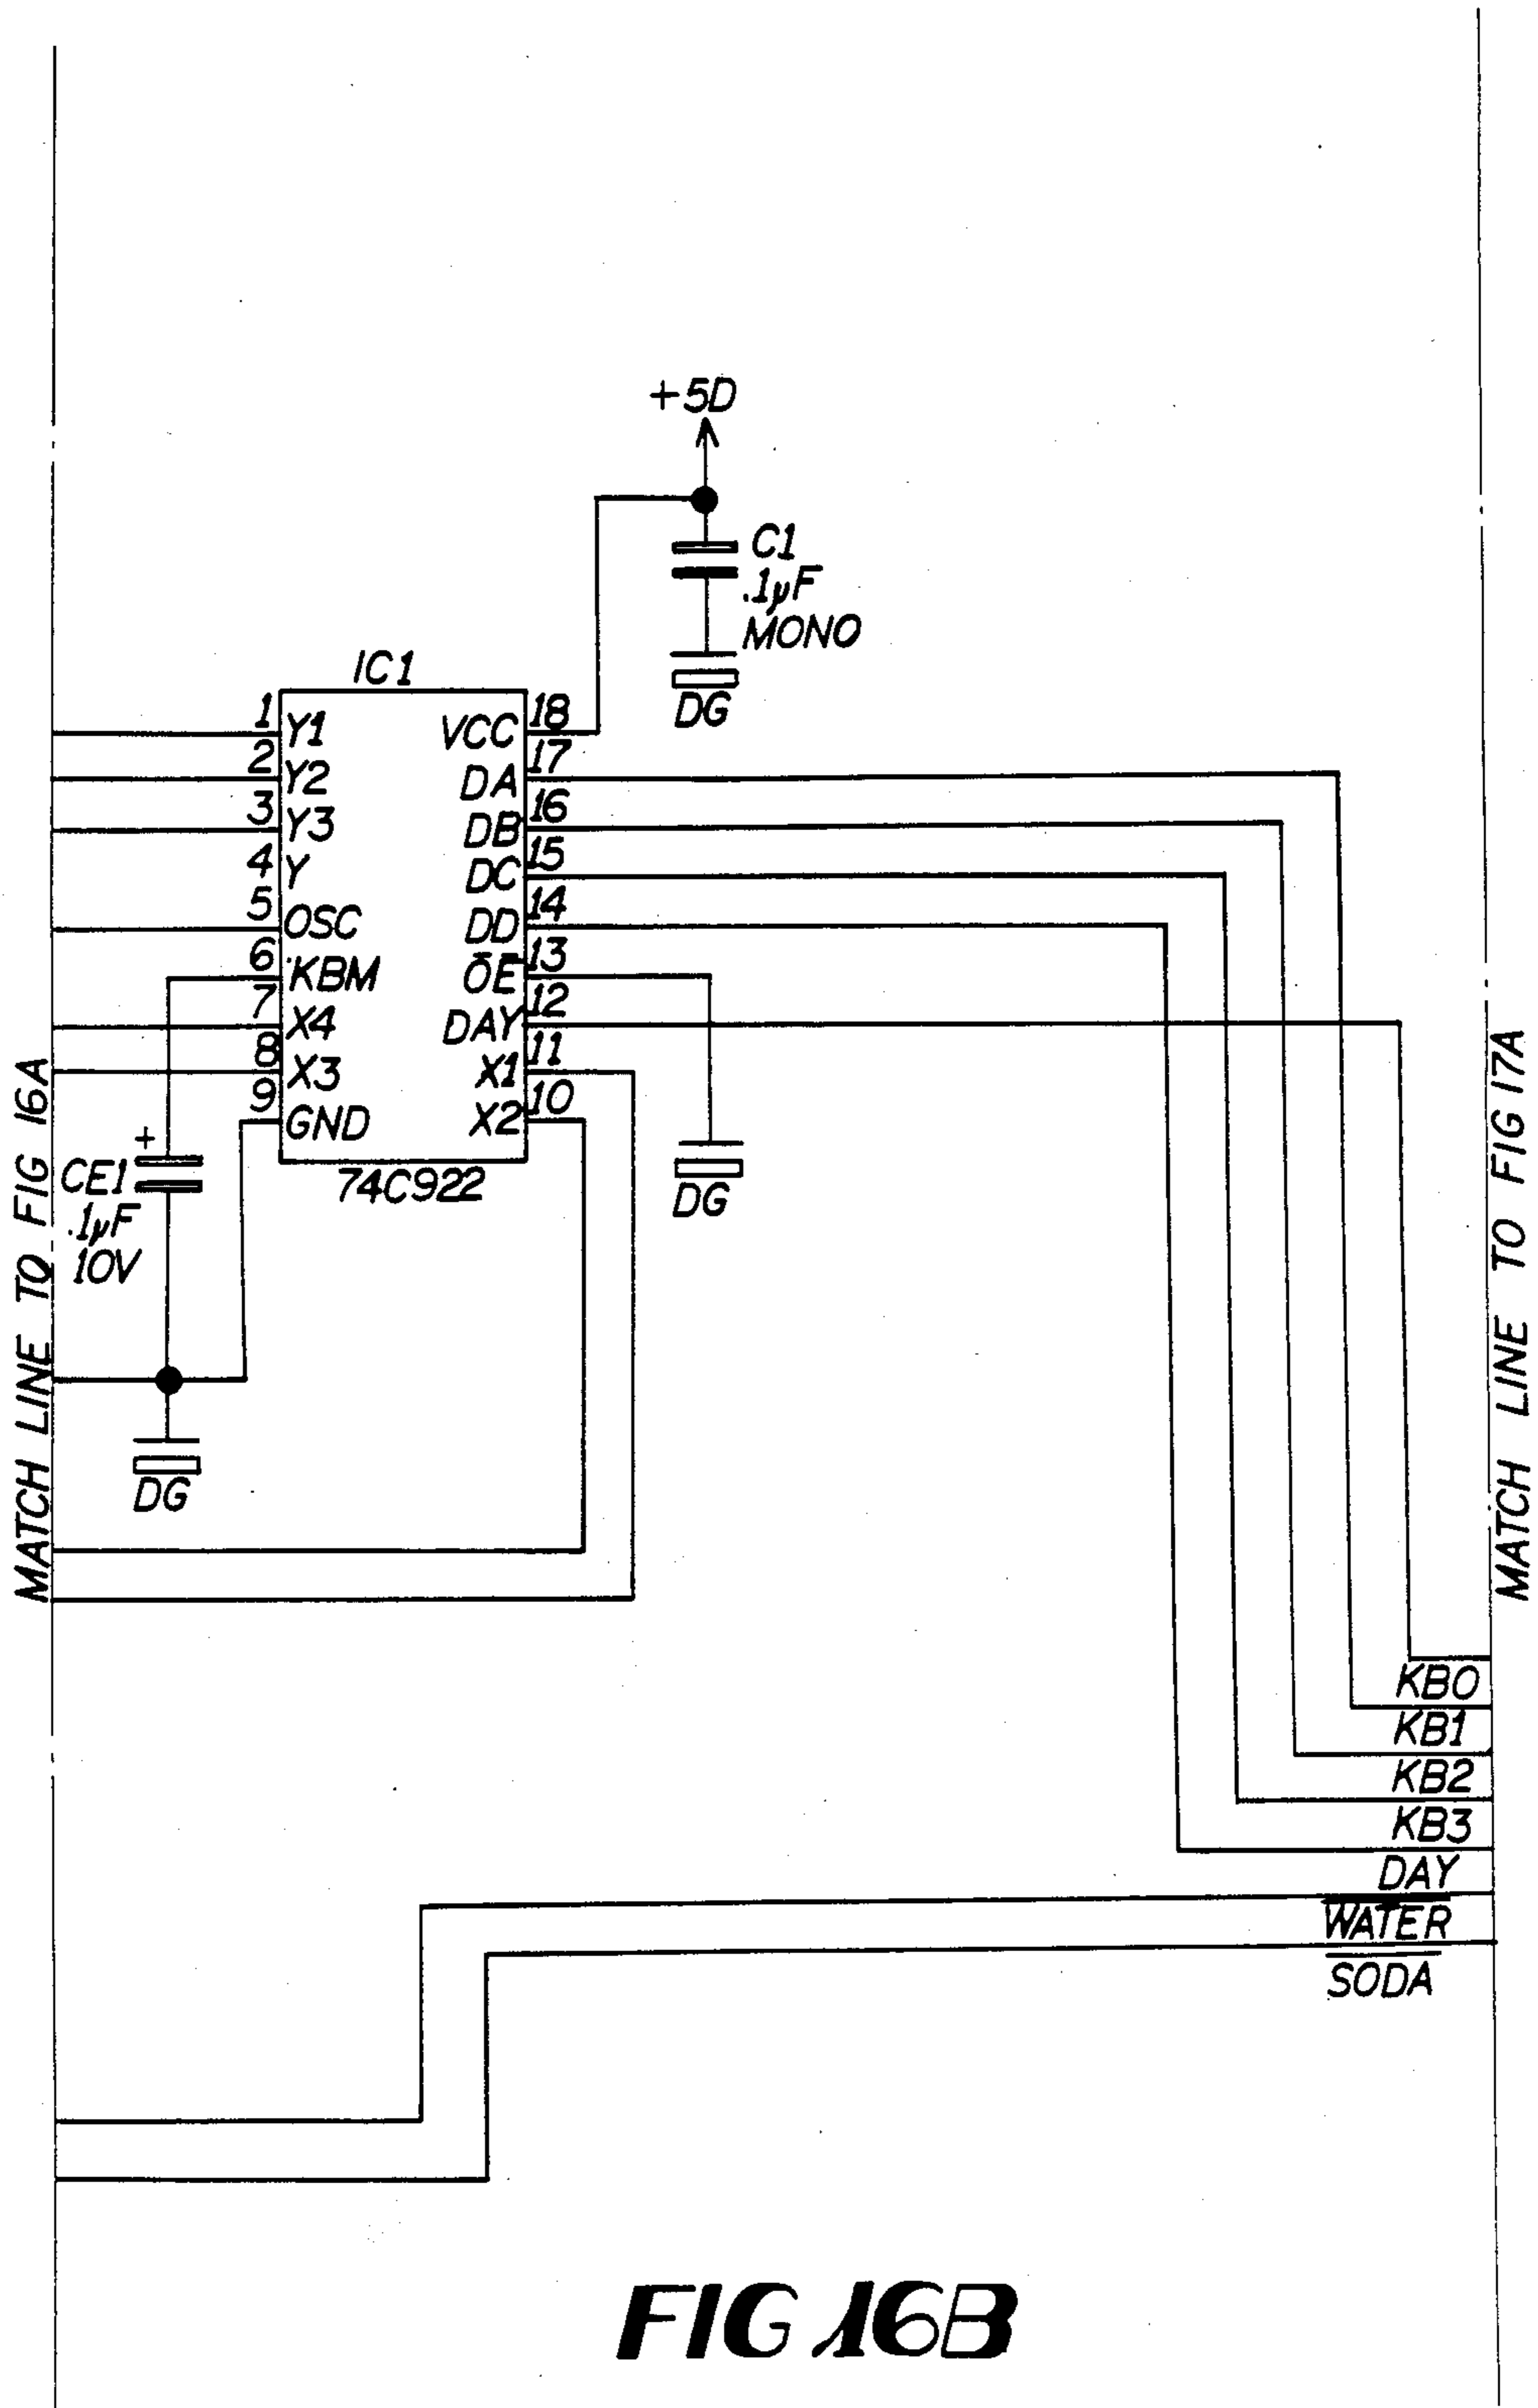 +5D
C1
.1µF
MONO
DG
IC1
1 Y1
2 Y2
3 Y3
4 Y
5 OSC
6 KBM
7 X4
8 X3
9 GND
VCC 18
DA 17
DB 16
DC 15
DD 14
O̅E̅ 13
DAY 12
X1 11
X2 10
74C922
DG
+
CE1
.1µF
10V
DG
MATCH LINE TO FIG 16A
MATCH LINE TO FIG 17A
KB0
KB1
KB2
KB3
DAY
W̅A̅T̅E̅R̅
S̅O̅D̅A̅
FIG 16B